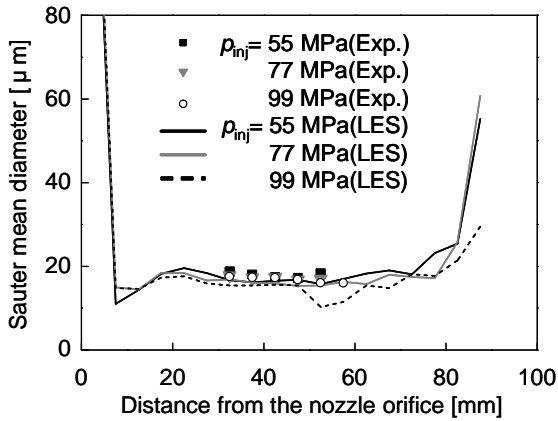 80
60
40
20
0
Sauter mean diameter [μm]
pinj= 55 MPa(Exp.)
77 MPa(Exp.)
99 MPa(Exp.)
pinj= 55 MPa(LES)
77 MPa(LES)
99 MPa(LES)
0 20 40 60 80 100
Distance from the nozzle orifice [mm]